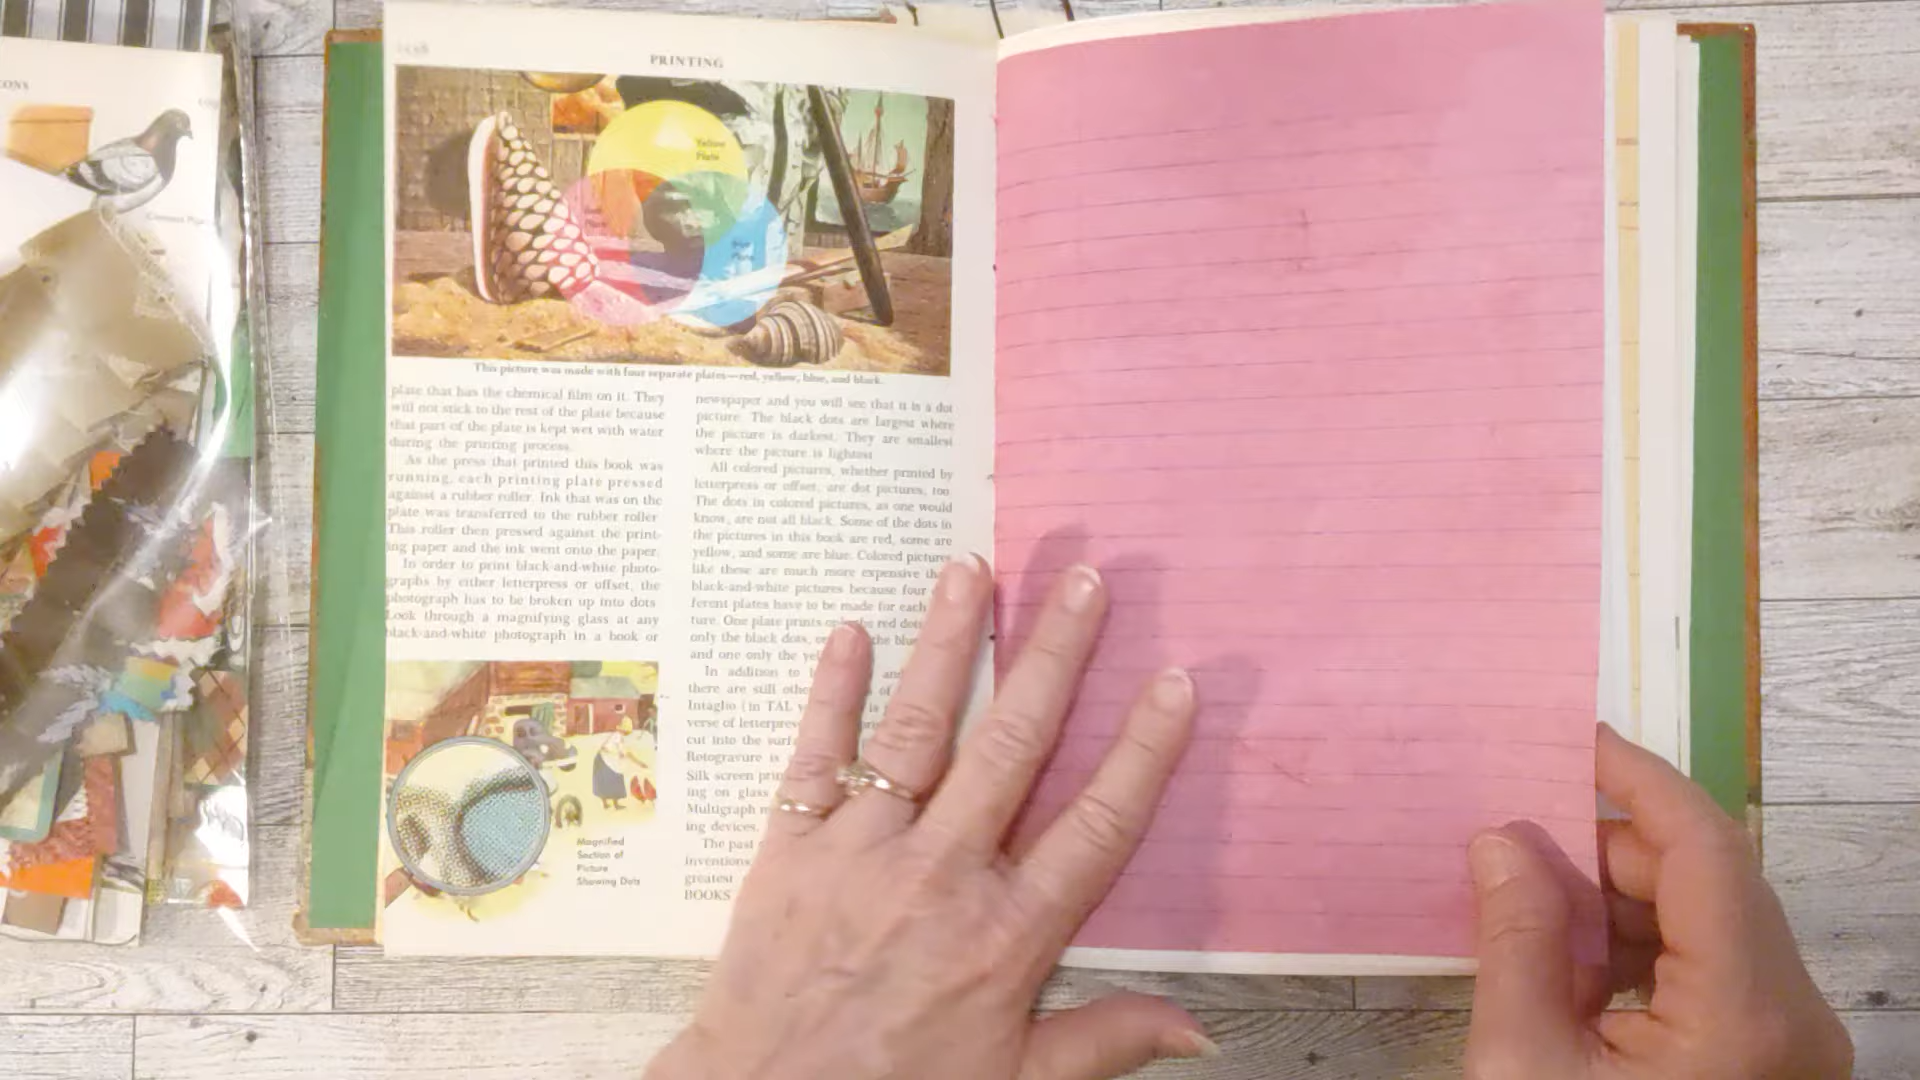 PRINTING
Yellow
Plate
Plate
This picture was made with four separate plates—red, yellow, blue, and black.
plate that has the chemical film on it. They
will not stick to the rest of the plate because
that part of the plate is kept wet with water
during the printing process.
As the press that printed this book was
running, each printing plate pressed
against a rubber roller. Ink that was on the
plate was transferred to the rubber roller
This roller then pressed against the print-
ing paper and the ink went onto the paper.
In order to print black-and-white photo-
graphs by either letterpress or offset, the
photograph has to be broken up into dots
Look through a magnifying glass at any
black-and-white photograph in a book or
Magnified
Section of
Picture
Showing Dots
newspaper and you will see that it is a dot
picture. The black dots are largest where
the picture is darkest. They are smallest
where the picture is lightest
All colored pictures, whether printed by
letterpress or offset, are dot pictures, too.
The dots in colored pictures, as one would
know, are not all black. Some of the dots in
the pictures in this book are red, some are
yellow, and some are blue. Colored pictures
like these are much more expensive
black-and-white pictures because four
ferent plates have to be made for each
ture. One plate prints only the red dots
only the black dots, the
and one only the
In addition to
there are still
Intaglio (in TAL is
verse of
cut into the
Rotogravure is
Silk screen
ing on glass
Multigraph
ing devices.
The past
inventions
greatest
BOOKS